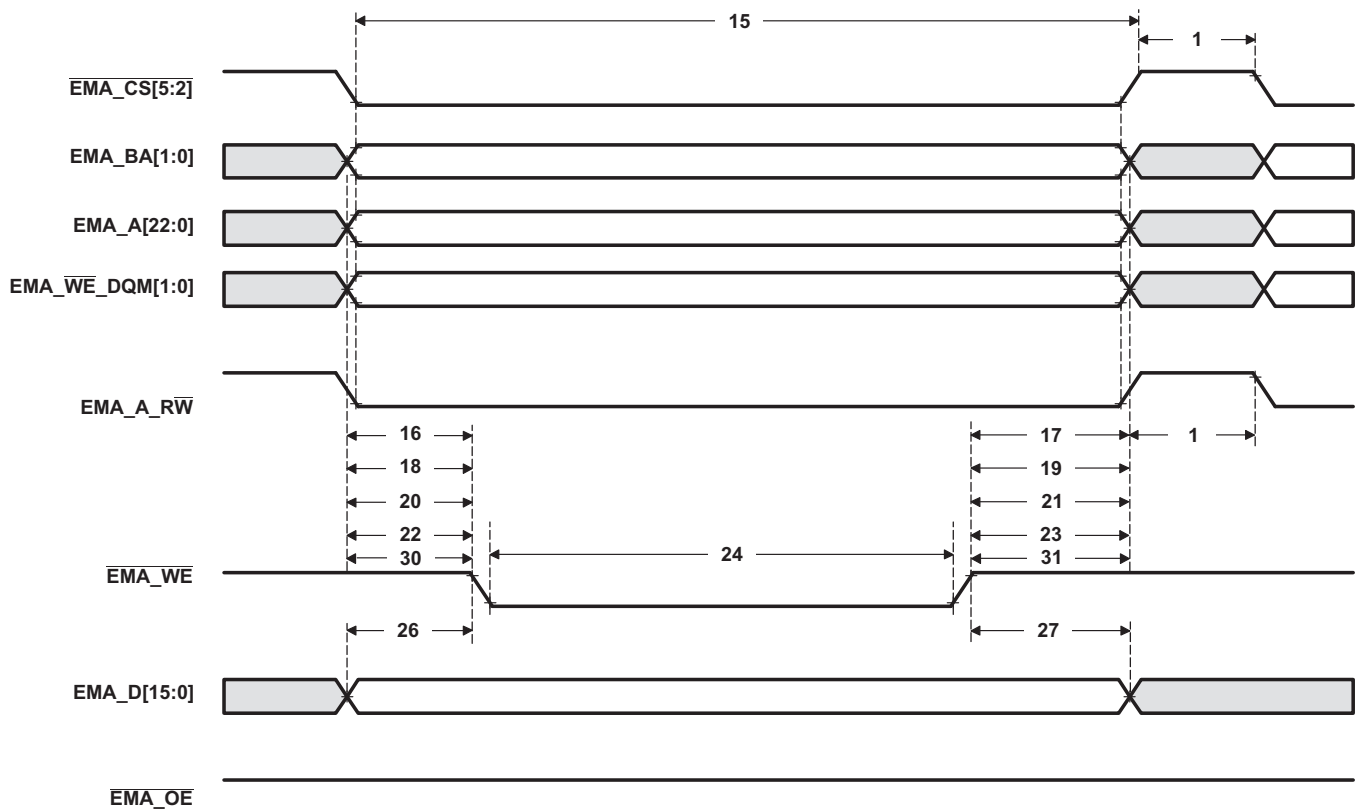 15
1
EMA_CS[5:2]
EMA_BA[1:0]
EMA_A[22:0]
EMA_WE_DQM[1:0]
EMA_A_RW
16 17 1
18 19
20 21
22 23
24
30 31
EMA_WE
26 27
EMA_D[15:0]
EMA_OE